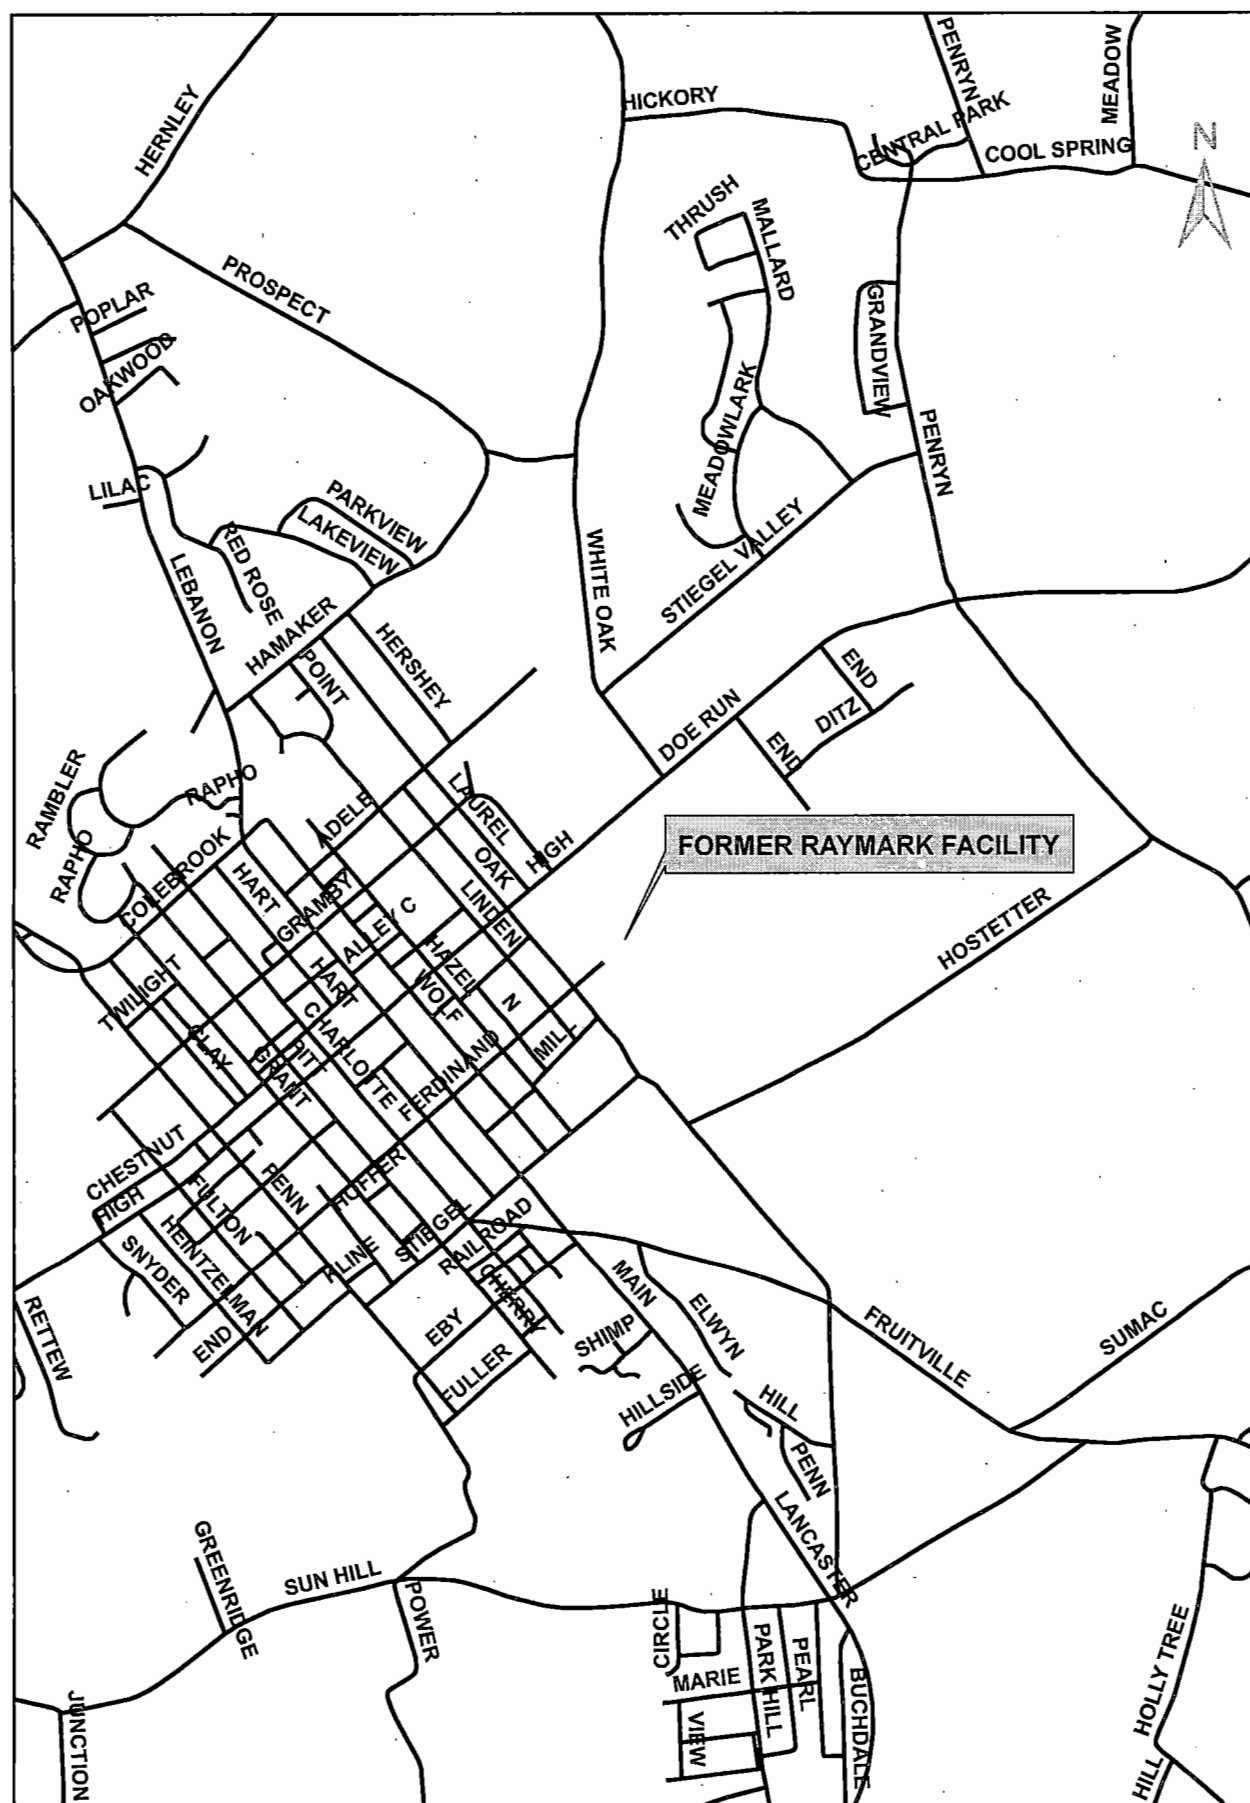 PENRYN
MEADOW
HICKORY
HERNLEY
CENTRAL PARK
COOL SPRING
N
THRUSH
MALLARD
PROSPECT
POPLAR
GRANDVIEW
OAKWOOD
MEADOWLARK
PENRYN
LILAC
PARKVIEW
LAKEVIEW
RED ROSE
STIEGEL VALLEY
WHITE OAK
LEBANON
HAMAKER
HERSHEY
POINT
END
DOE RUN
DITZ
END
RAMBLER
RAPHO
ADELE
LAUREL
FORMER RAYMARK FACILITY
RAPHO
COLEBROOK
HART
OAK
HIGH
GRAMBY
LINDEN
ALLEY C
HOSTETTER
HAZEL
TWILIGHT
HART
WOLF
N
CHARLOTTE
CLAY
GRANT
PITT
FERDINAND
MILL
CHESTNUT
HIGH
FULTON
PENN
HUFFER
SNYDER
HEINTZELMAN
KLINE
STIEGEL
RAILROAD
CHERRY
MAIN
ELWYN
RETTEW
END
EBY
SHIMP
FRUITVILLE
SUMAC
FULLER
HILLSIDE
HILL
PENN
LANCASTER
GREENRIDGE
SUN HILL
POWER
CIRCLE
MARIE
PARK HILL
PEARL
BUCHDALE
HOLLY TREE
JUNCTION
VIEW
HILL